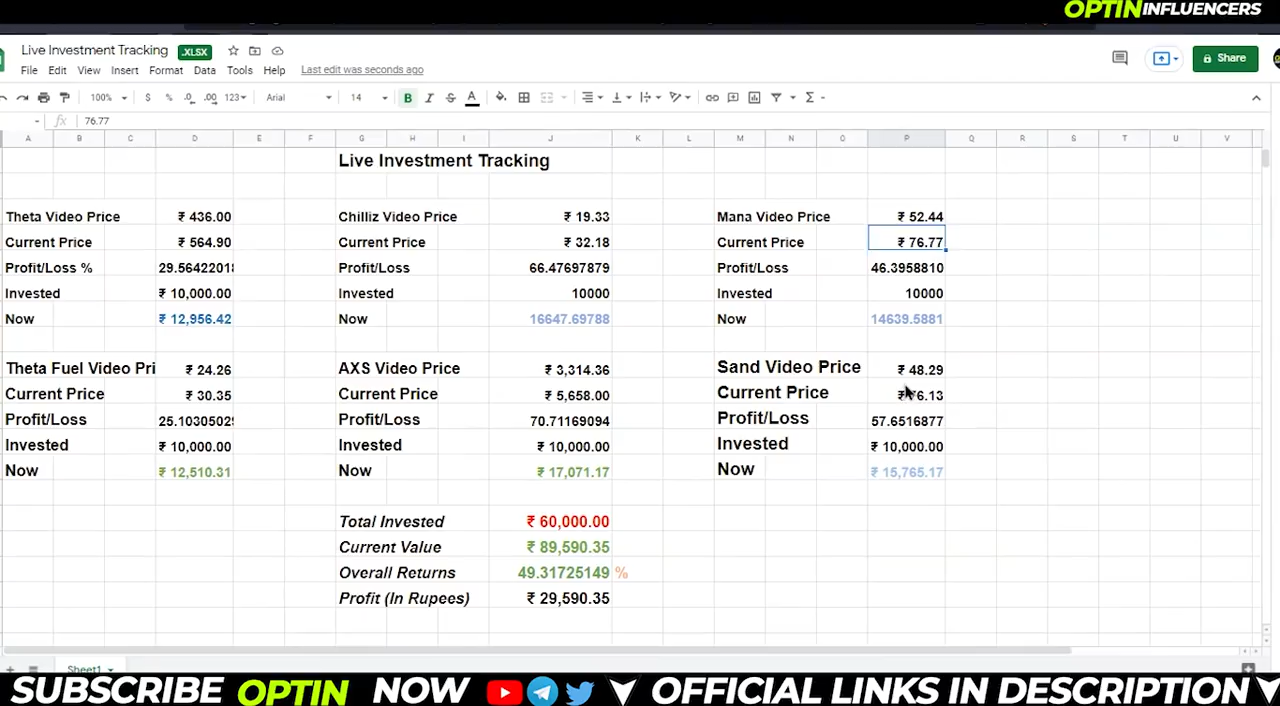 OPTININFLUENCERS
Live Investment Tracking .XLSX
File Edit View Insert Format Data Tools Help Last edit was seconds ago
Share
100% $ % .0 .00 123 Arial 14 B I S A
fx 76.77
A B C D E F G H I J K L M N O P Q R S T U V
Live Investment Tracking
Theta Video Price ₹ 436.00 Chilliz Video Price ₹ 19.33 Mana Video Price ₹ 52.44
Current Price ₹ 564.90 Current Price ₹ 32.18 Current Price ₹ 76.77
Profit/Loss % 29.5642201 Profit/Loss 66.47697879 Profit/Loss 46.3958810
Invested ₹ 10,000.00 Invested 10000 Invested 10000
Now ₹ 12,956.42 Now 16647.69788 Now 14639.5881
Theta Fuel Video Pri ₹ 24.26 AXS Video Price ₹ 3,314.36 Sand Video Price ₹ 48.29
Current Price ₹ 30.35 Current Price ₹ 5,658.00 Current Price 6.13
Profit/Loss 25.1030502 Profit/Loss 70.71169094 Profit/Loss 57.6516877
Invested ₹ 10,000.00 Invested ₹ 10,000.00 Invested ₹ 10,000.00
Now ₹ 12,510.31 Now ₹ 17,071.17 Now ₹ 15,765.17
Total Invested ₹ 60,000.00
Current Value ₹ 89,590.35
Overall Returns 49.31725149 %
Profit (In Rupees) ₹ 29,590.35
Sheet1
SUBSCRIBE OPTIN NOW OFFICIAL LINKS IN DESCRIPTION